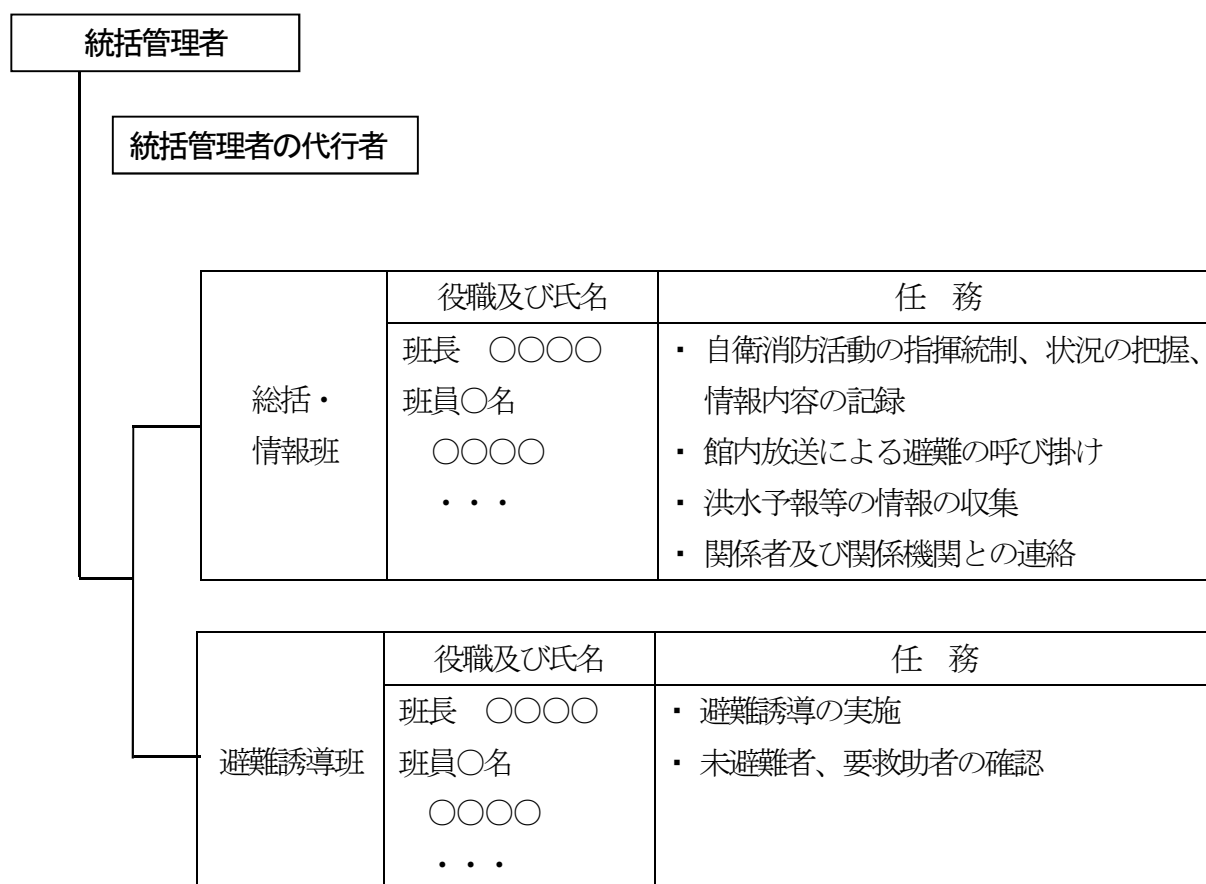 統括管理者
統括管理者の代行者
総括・
情報班
役職及び氏名
任 務
班長 ○○○○
班員○名
○○○○
・・・
・ 自衛消防活動の指揮統制、状況の把握、
情報内容の記録
・ 館内放送による避難の呼び掛け
・ 洪水予報等の情報の収集
・ 関係者及び関係機関との連絡
避難誘導班
役職及び氏名
任 務
班長 ○○○○
班員○名
○○○○
・・・
・ 避難誘導の実施
・ 未避難者、要救助者の確認